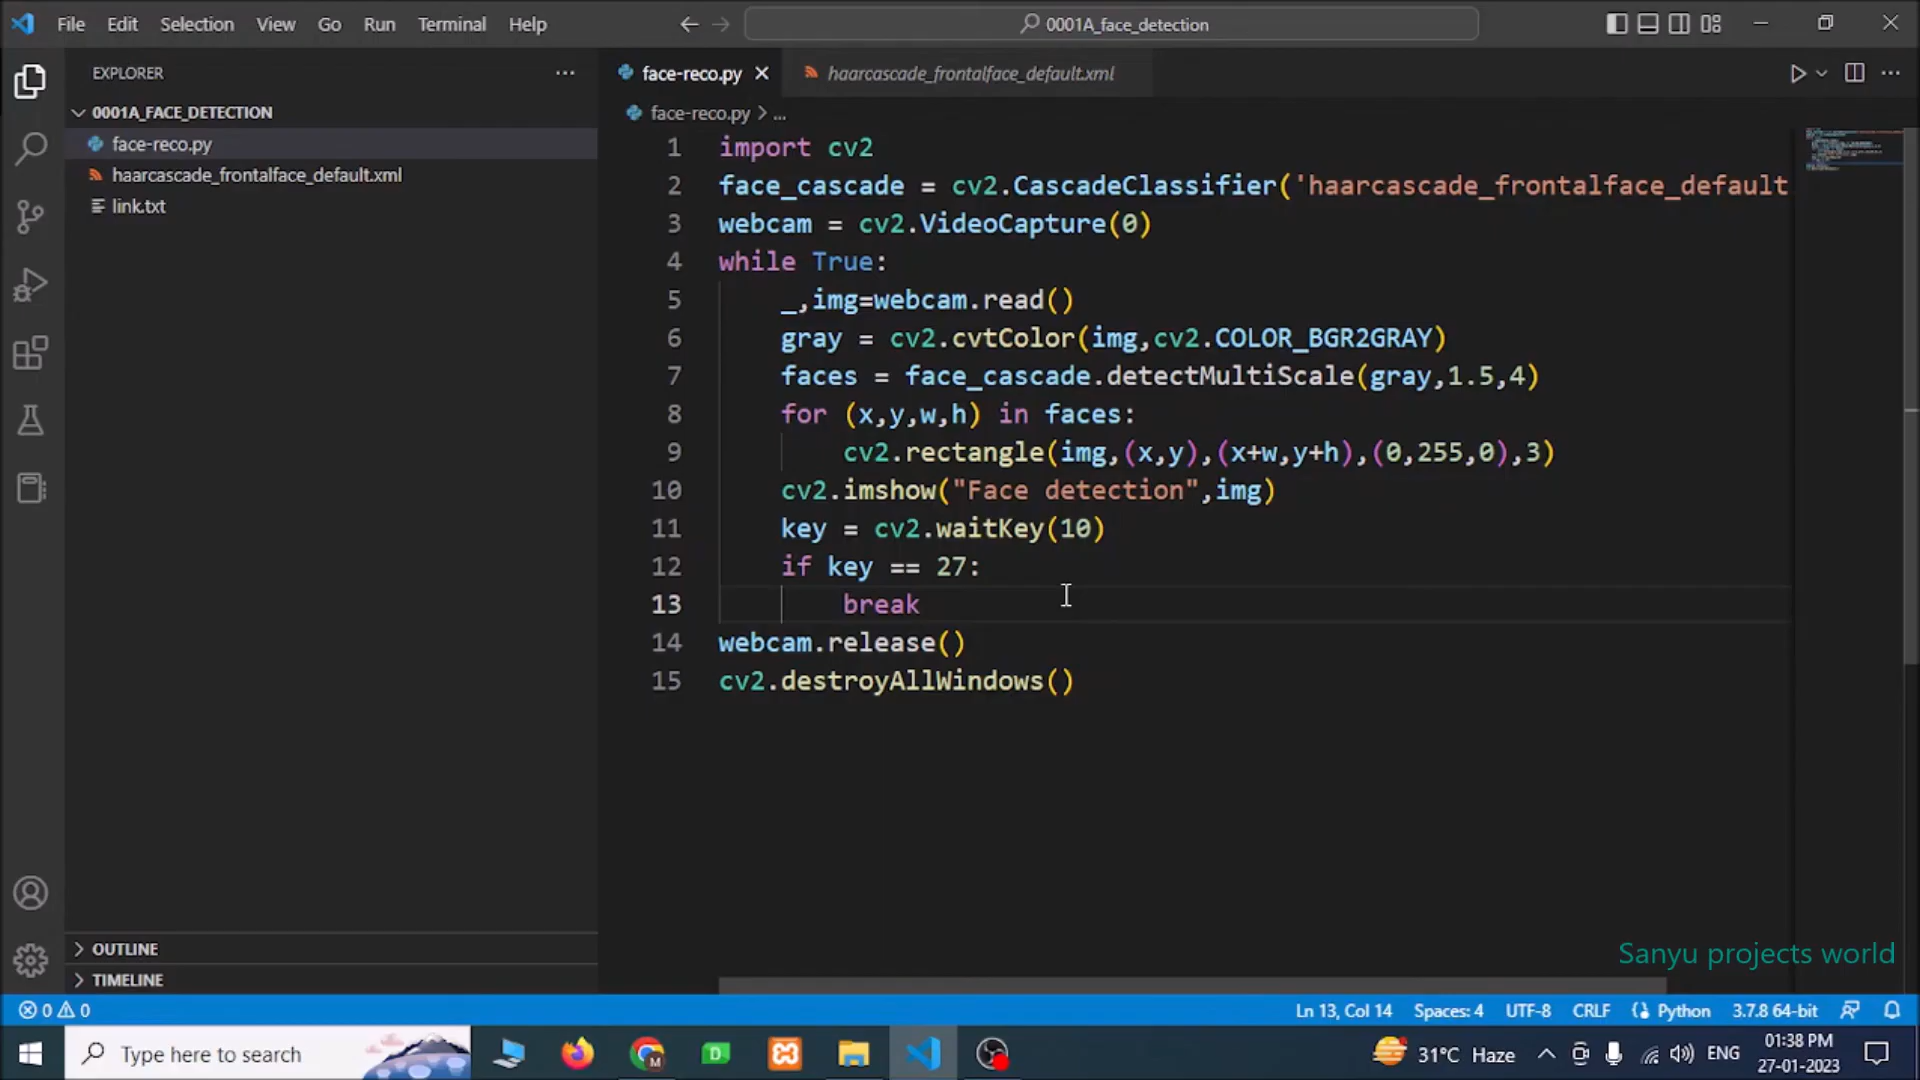 File Edit Selection View Go Run Terminal Help
0001A_face_detection
EXPLORER
0001A_FACE_DETECTION
face-reco.py
haarcascade_frontalface_default.xml
link.txt
OUTLINE
TIMELINE
face-reco.py haarcascade_frontalface_default.xml
face-reco.py > ...
1 import cv2
2 face_cascade = cv2.CascadeClassifier('haarcascade_frontalface_default
3 webcam = cv2.VideoCapture(0)
4 while True:
5 _,img=webcam.read()
6 gray = cv2.cvtColor(img,cv2.COLOR_BGR2GRAY)
7 faces = face_cascade.detectMultiScale(gray,1.5,4)
8 for (x,y,w,h) in faces:
9 cv2.rectangle(img,(x,y),(x+w,y+h),(0,255,0),3)
10 cv2.imshow("Face detection",img)
11 key = cv2.waitKey(10)
12 if key == 27:
13 break
14 webcam.release()
15 cv2.destroyAllWindows()
Sanyu projects world
0 0 Ln 13, Col 14 Spaces: 4 UTF-8 CRLF Python 3.7.8 64-bit
Type here to search
31°C Haze
ENG
01:38 PM
27-01-2023